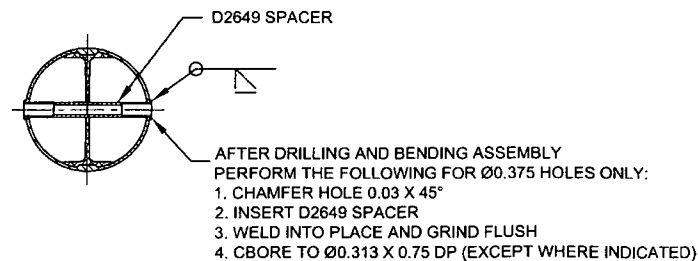 D2649 SPACER
AFTER DRILLING AND BENDING ASSEMBLY
PERFORM THE FOLLOWING FOR Ø0.375 HOLES ONLY:
1. CHAMFER HOLE 0.03 X 45°
2. INSERT D2649 SPACER
3. WELD INTO PLACE AND GRIND FLUSH
4. CBORE TO Ø0.313 X 0.75 DP (EXCEPT WHERE INDICATED)